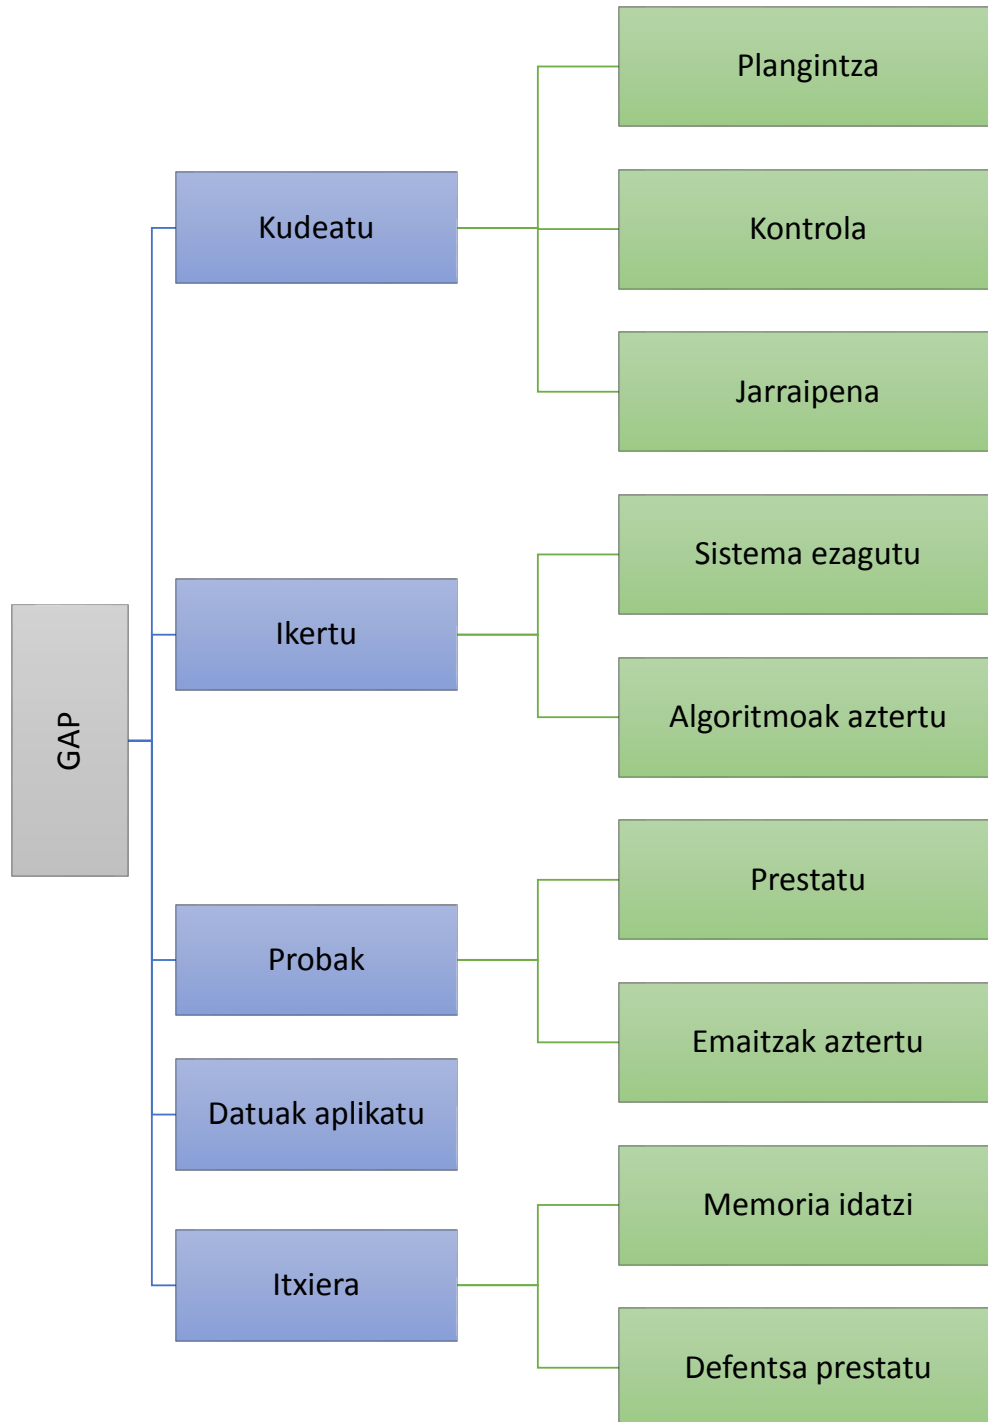 GAP
Kudeatu
Plangintza
Kontrola
Jarraipena
Ikertu
Sistema ezagutu
Algoritmoak aztertu
Probak
Prestatu
Emaitzak aztertu
Datuak aplikatu
Itxiera
Memoria idatzi
Defentsa prestatu